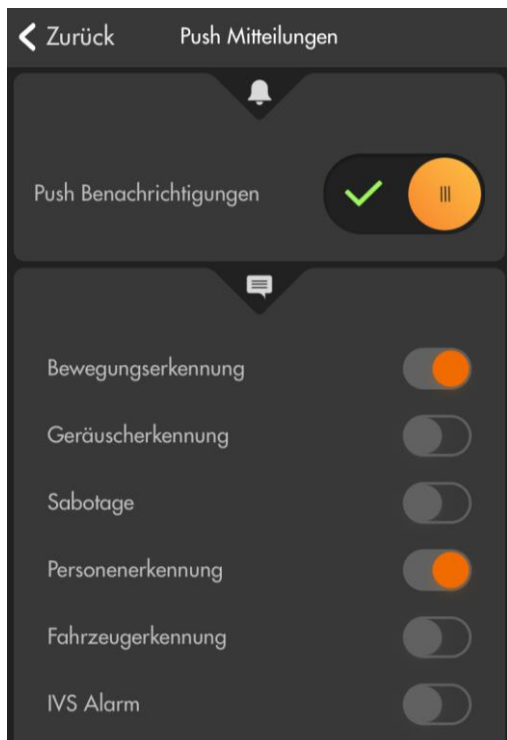 Zurück Push Mitteilungen
Push Benachrichtigungen
Bewegungserkennung
Geräuscherkennung
Sabotage
Personenerkennung
Fahrzeugerkennung
IVS Alarm